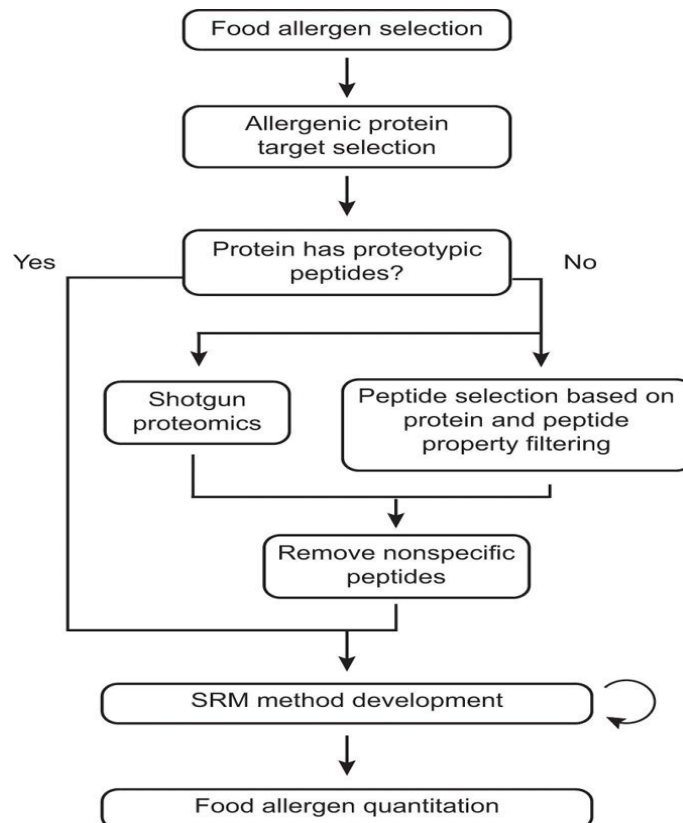 Food allergen selection
Allergenic protein
target selection
Protein has proteotypic
peptides?
Yes
No
Shotgun
proteomics
Peptide selection based on
protein and peptide
property filtering
Remove nonspecific
peptides
SRM method development
Food allergen quantitation